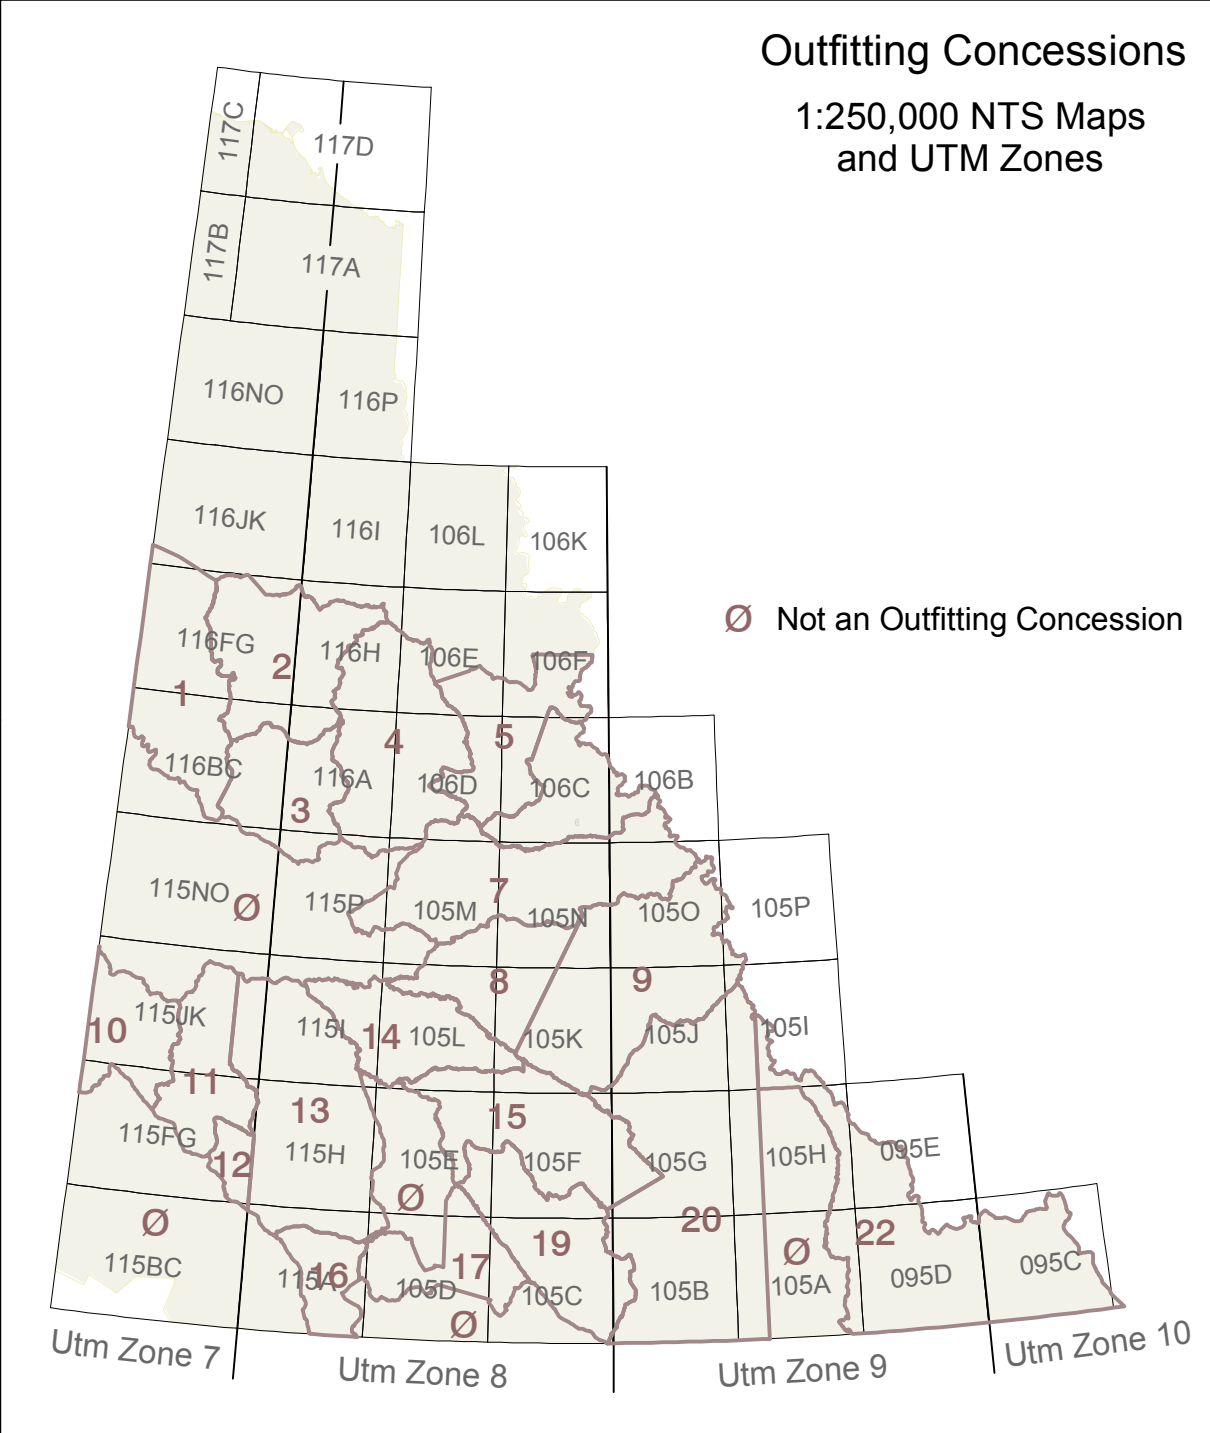 Outfitting Concessions
1:250,000 NTS Maps
and UTM Zones
117C
117D
117B
117A
116NO
116P
116JK
116I
106L
106K
Ø Not an Outfitting Concession
116FG
2
116H
106E
106F
1
4
5
116BC
116A
106D
106C
106B
3
6
115NO
Ø
115P
7
105M
105N
105O
105P
8
9
10
115JK
115I
14
105L
105K
105J
105I
11
13
15
115FG
12
115H
105E
105F
105G
105H
095E
Ø
Ø
20
22
19
Ø
115BC
115A
16
105D
17
105C
105B
105A
095D
095C
Ø
Utm Zone 7
Utm Zone 8
Utm Zone 9
Utm Zone 10